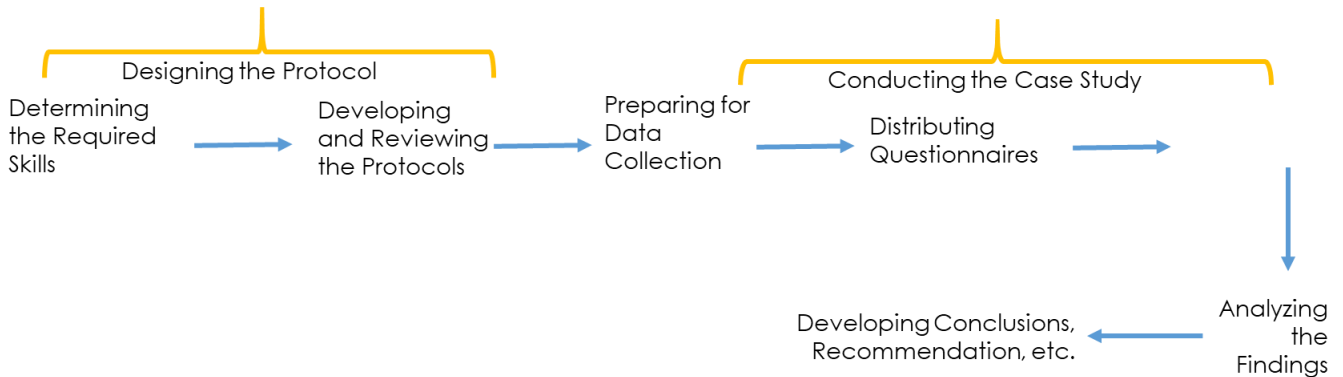 Designing the Protocol
Conducting the Case Study
Determining
the Required
Skills
Developing
and Reviewing
the Protocols
Preparing for
Data
Collection
Distributing
Questionnaires
Analyzing
the
Findings
Developing Conclusions,
Recommendation, etc.